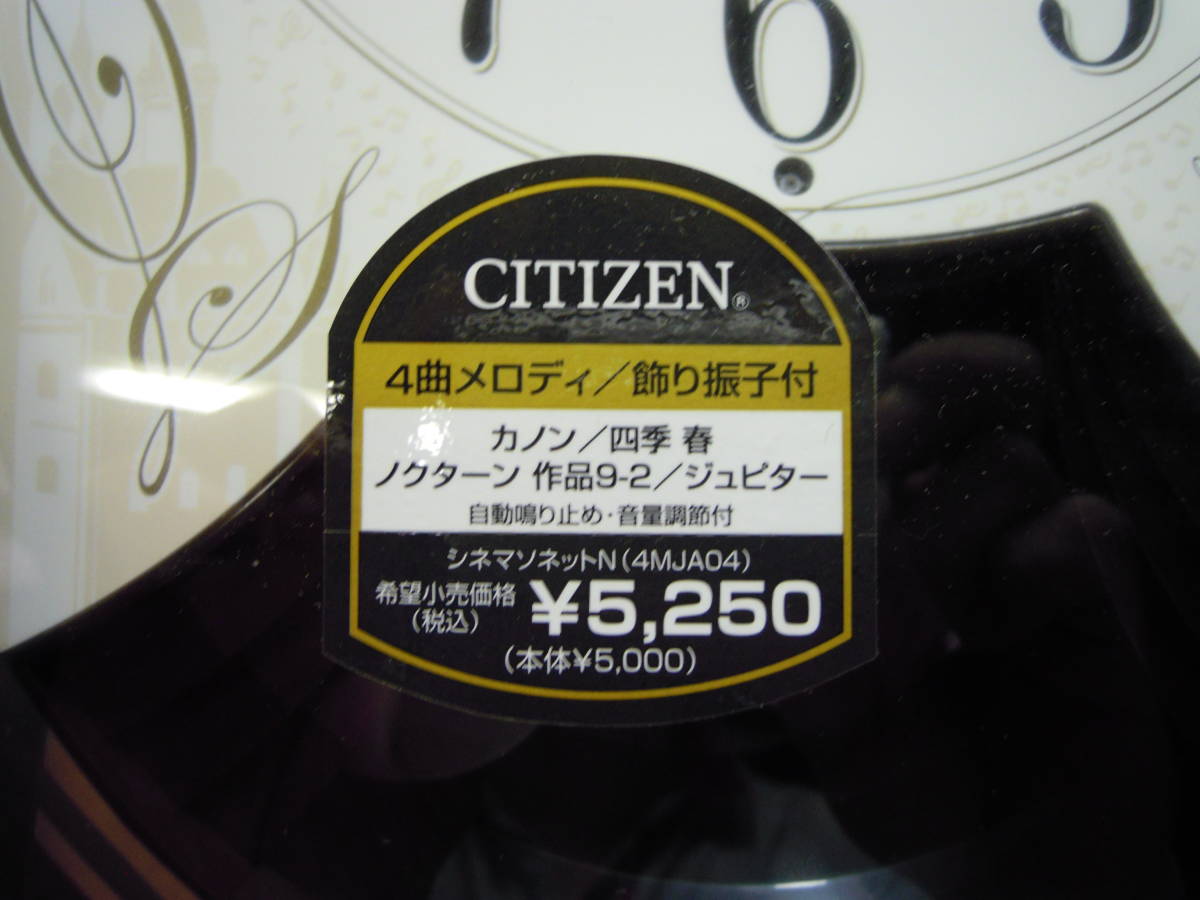 7 6 5
CITIZEN®
4曲メロディ／飾り振子付
カノン／四季 春
ノクターン 作品9-2／ジュピター
自動鳴り止め・音量調節付
シネマソネットN(4MJA04)
希望小売価格
(税込)
¥5,250
(本体¥5,000)